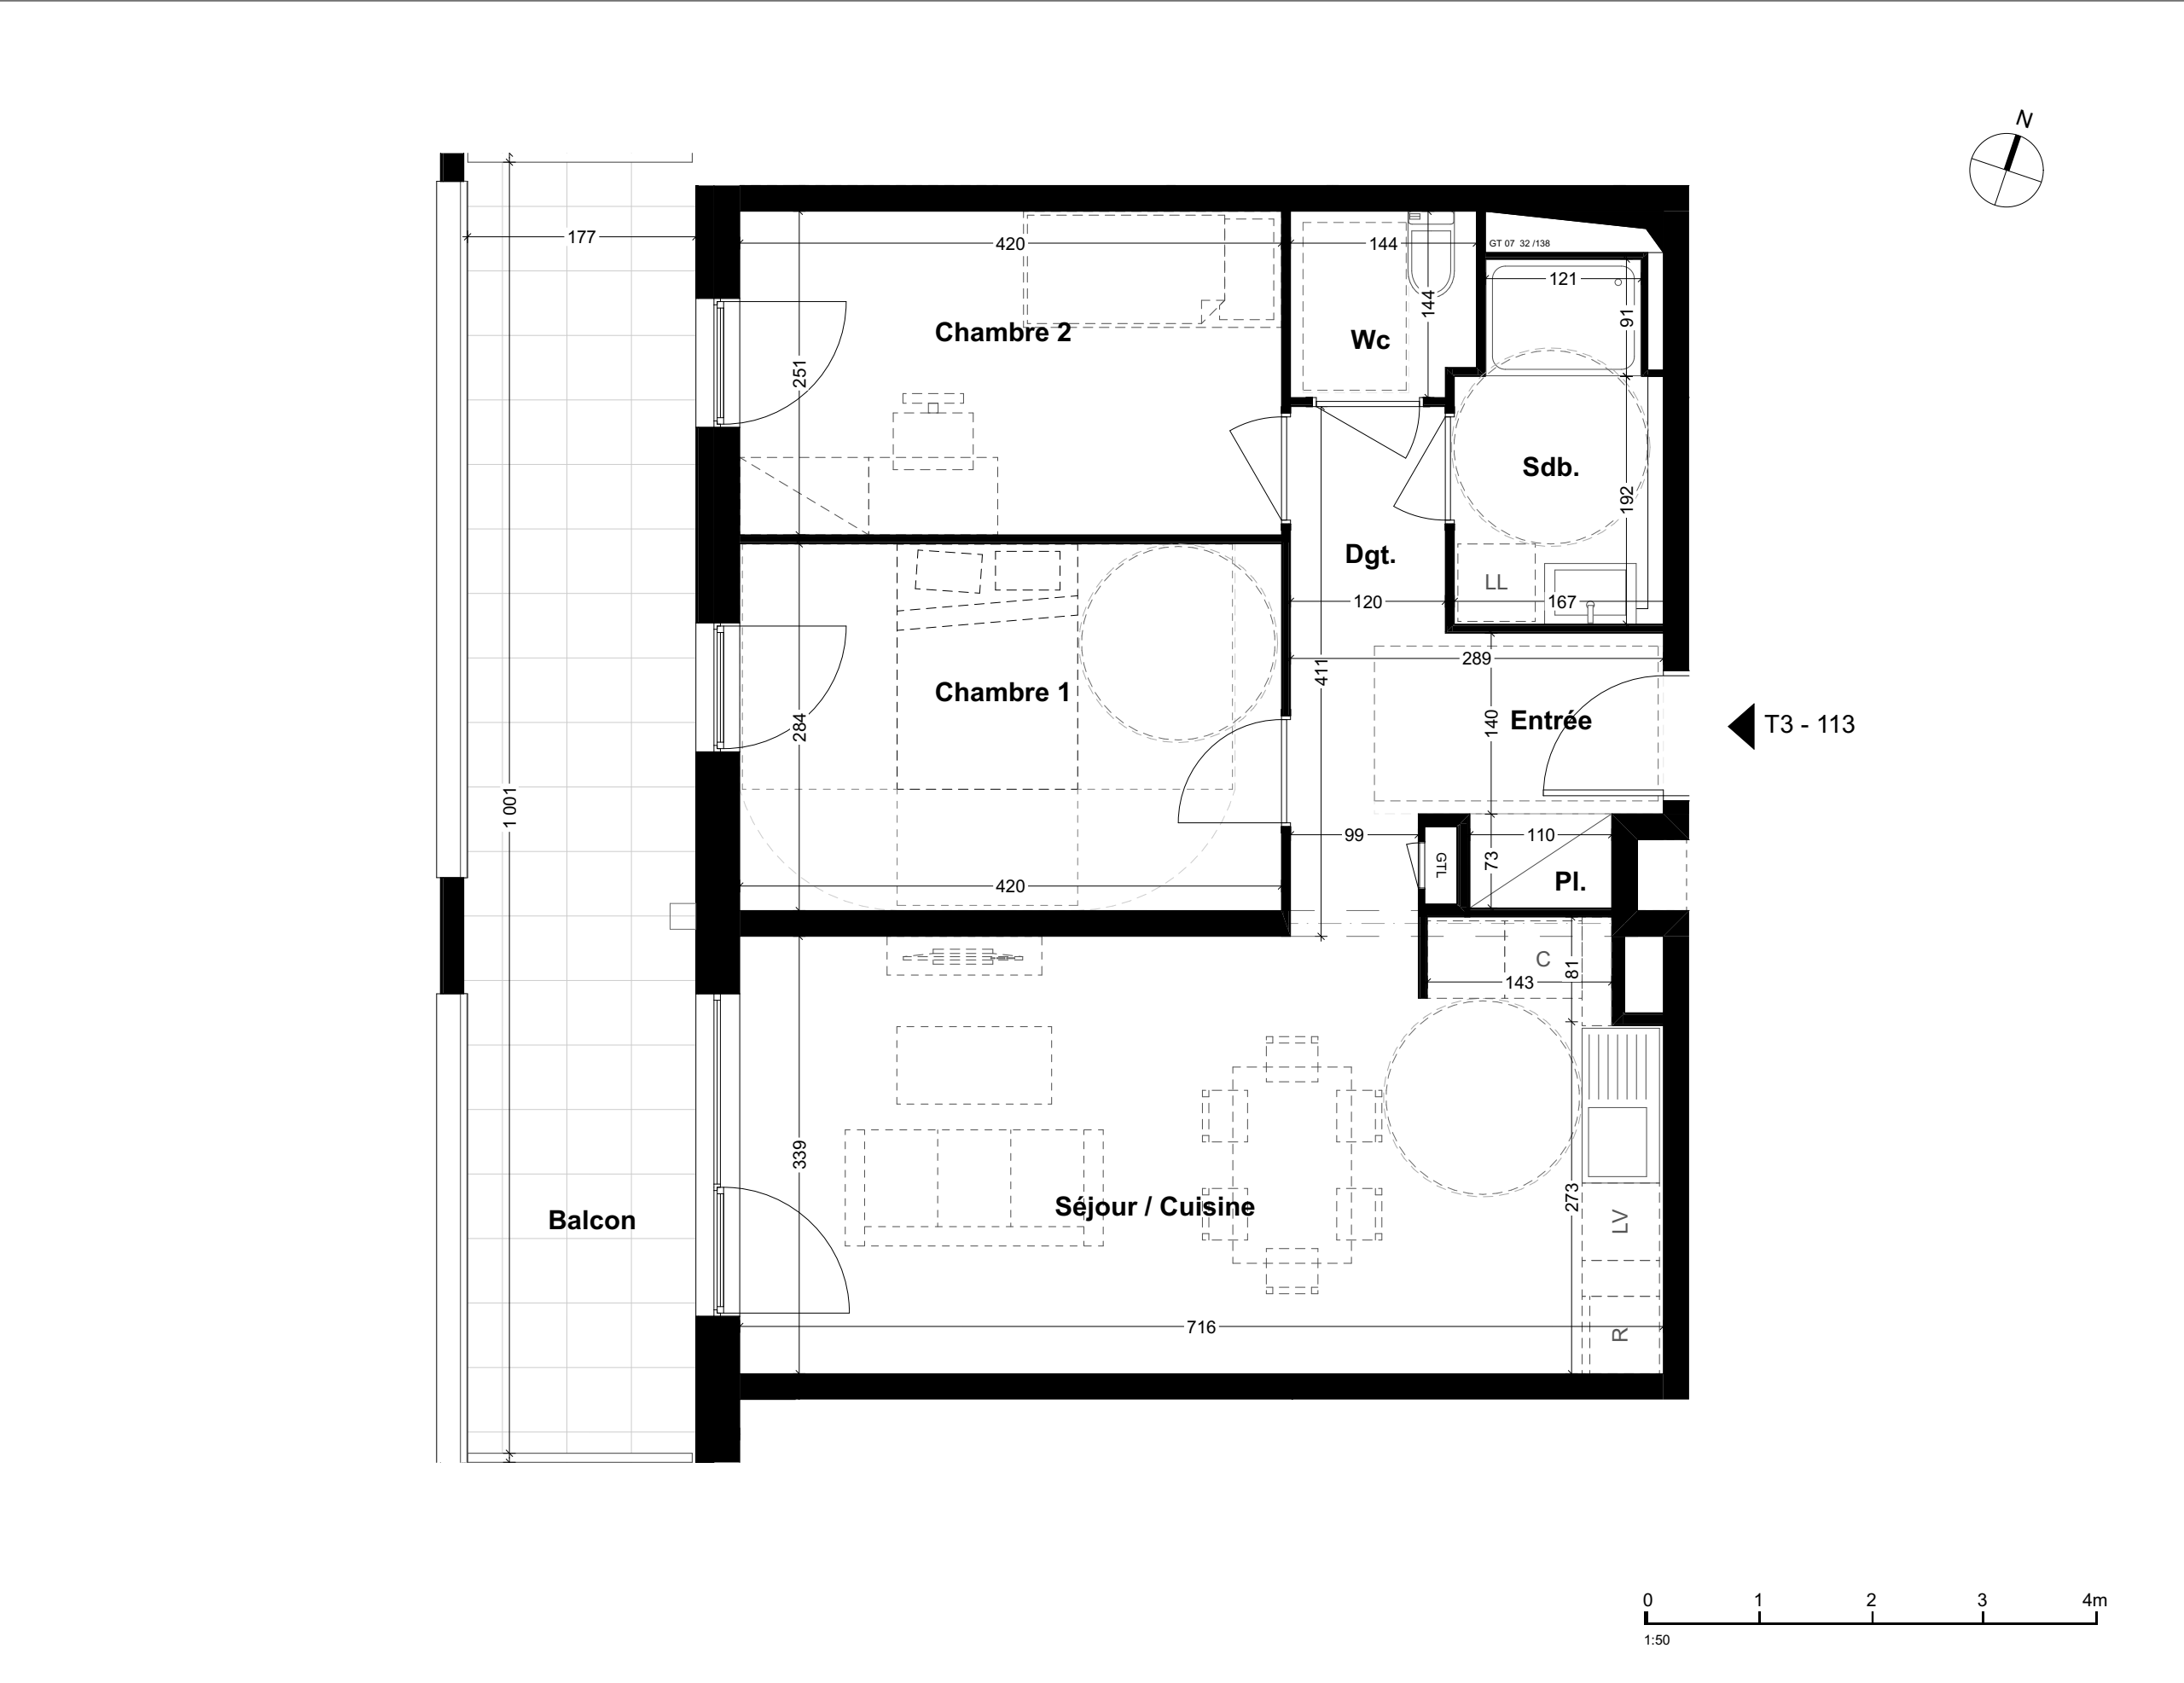 N
177
420
144
GT 07 32 /138
121
91
144
Chambre 2
Wc
251
Sdb.
192
Dgt.
LL
120
167
289
411
Chambre 1
284
140
Entrée
T3 - 113
1 001
99
GTL
73
110
Pl.
420
C
81
143
339
273
Séjour / Cuisine
Balcon
LV
716
R
0 1 2 3 4m
1:50